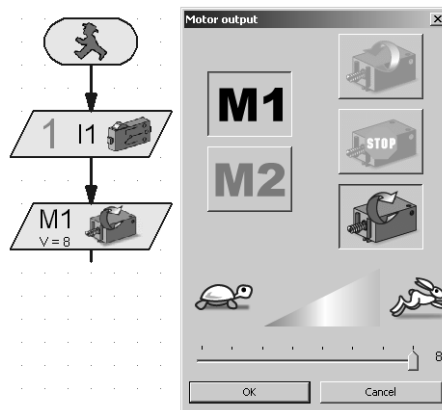 1 I1
M1
V = 8
Motor output
M1
M2
STOP
8
OK
Cancel